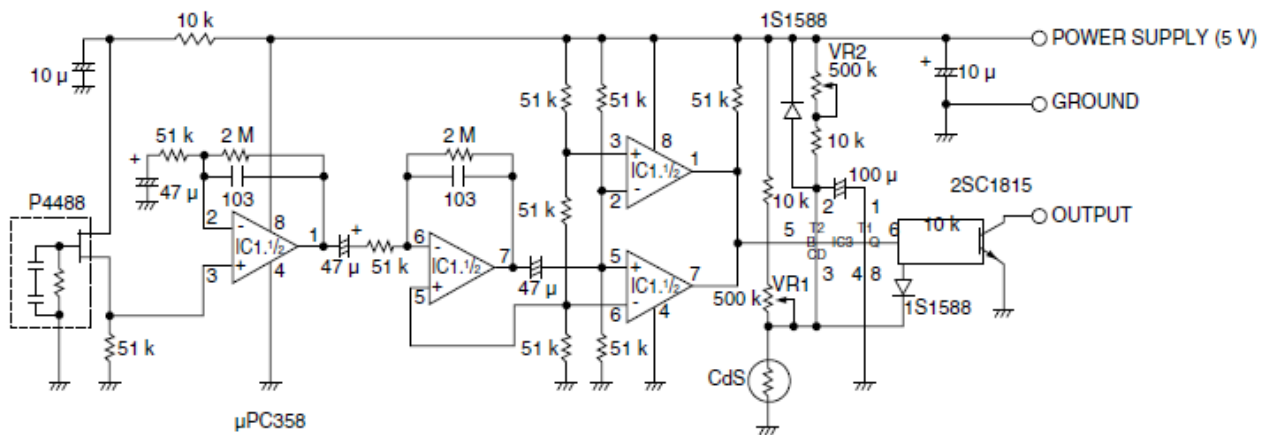 10 k
1S1588
POWER SUPPLY (5 V)
10 µ
VR2
500 k
+
10 µ
51 k
51 k
51 k
GROUND
51 k
2 M
2 M
10 k
+
47 µ
103
103
3
+
8
IC1.1/2
1
-
2
100 µ
2SC1815
P4488
2
-
8
IC1.1/2
1
+
3
4
51 k
10 k
2
1
OUTPUT
+
47 µ
51 k
6
-
IC1.1/2
7
+
5
47 µ
5
T2
T1
6
10 k
B
IC3
Q
CD
5
+
IC1.1/2
7
-
6
4
3
4
8
500 k
VR1
1S1588
51 k
51 k
51 k
CdS
µPC358